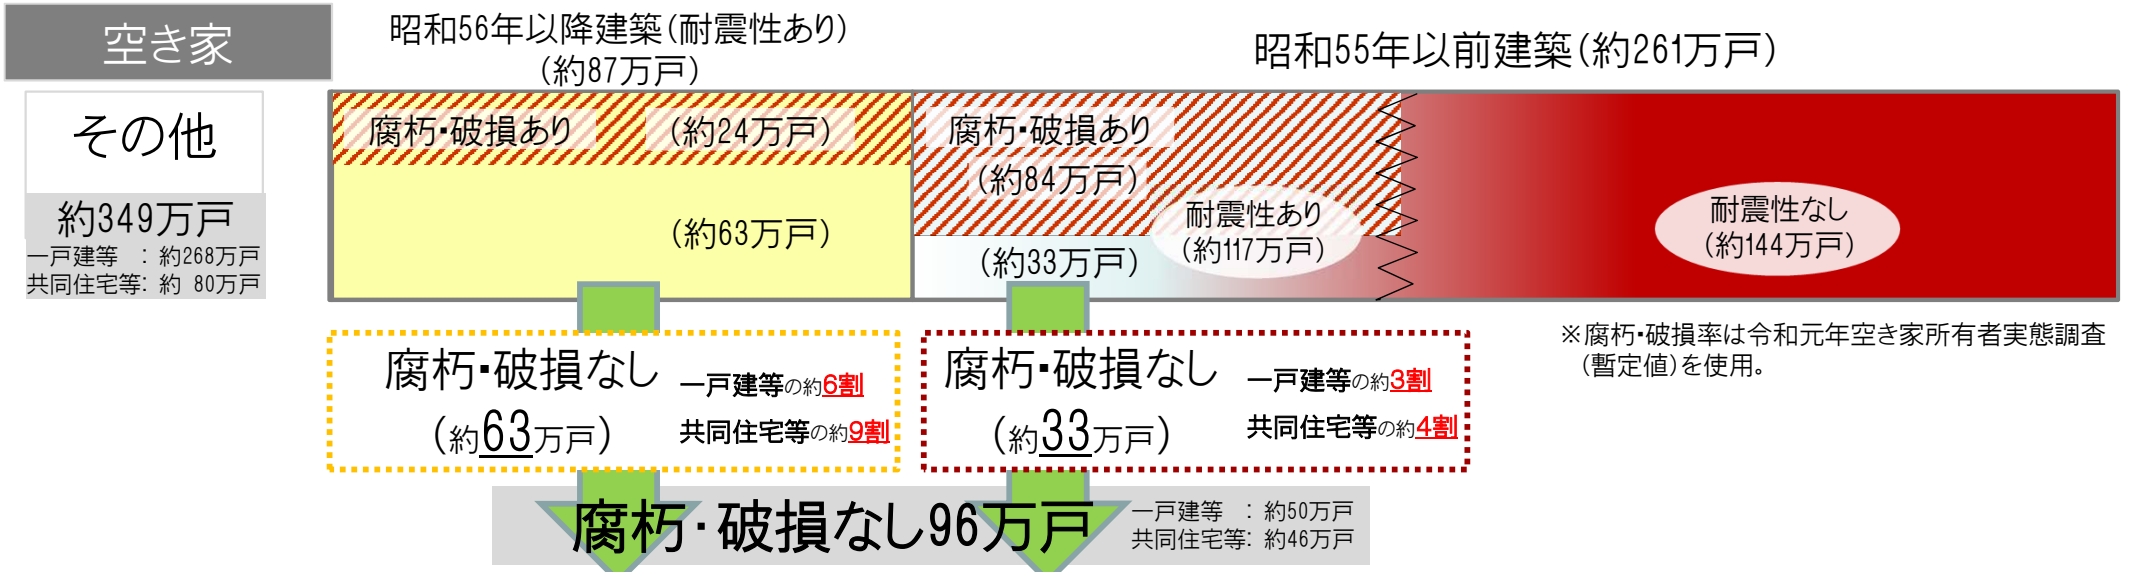 空き家
昭和56年以降建築(耐震性あり)
(約87万戸)
昭和55年以前建築(約261万戸)
その他
約349万戸
一戸建等 : 約268万戸
共同住宅等: 約 80万戸
腐朽・破損あり (約24万戸)
(約63万戸)
腐朽・破損あり
(約84万戸)
耐震性あり
(約117万戸)
(約33万戸)
耐震性なし
(約144万戸)
腐朽・破損なし
(約63万戸)
一戸建等の約6割
共同住宅等の約9割
腐朽・破損なし
(約33万戸)
一戸建等の約3割
共同住宅等の約4割
※腐朽・破損率は令和元年空き家所有者実態調査
(暫定値)を使用。
腐朽・破損なし96万戸
一戸建等 : 約50万戸
共同住宅等: 約46万戸